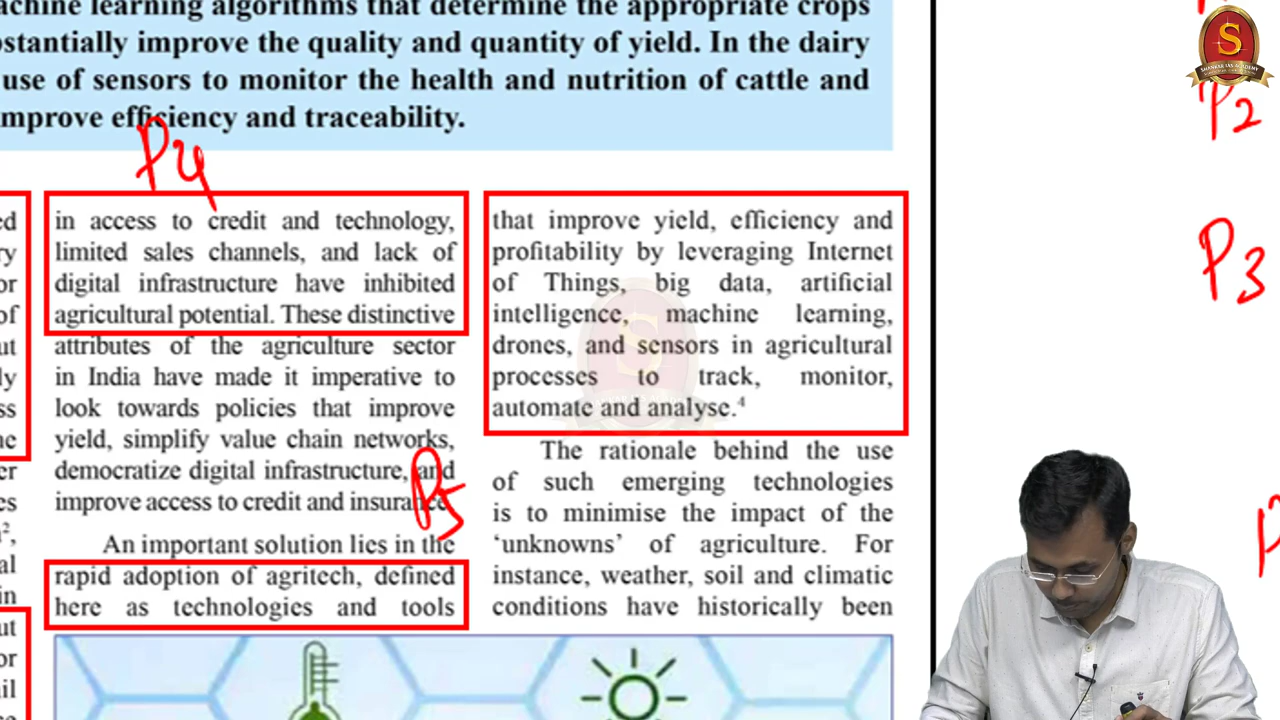 achine learning algorithms that determine the appropriate crops
ostantially improve the quality and quantity of yield. In the dairy
use of sensors to monitor the health and nutrition of cattle and
mprove efficiency and traceability.
P4
in access to credit and technology,
limited sales channels, and lack of
digital infrastructure have inhibited
agricultural potential. These distinctive
attributes of the agriculture sector
in India have made it imperative to
look towards policies that improve
yield, simplify value chain networks,
democratize digital infrastructure, and
improve access to credit and insurance.
P5
An important solution lies in the
rapid adoption of agritech, defined
here as technologies and tools
that improve yield, efficiency and
profitability by leveraging Internet
of Things, big data, artificial
intelligence, machine learning,
drones, and sensors in agricultural
processes to track, monitor,
automate and analyse.4
The rationale behind the use
of such emerging technologies
is to minimise the impact of the
‘unknowns’ of agriculture. For
instance, weather, soil and climatic
conditions have historically been
S
SHANKAR IAS ACADEMY
P2
P3
P